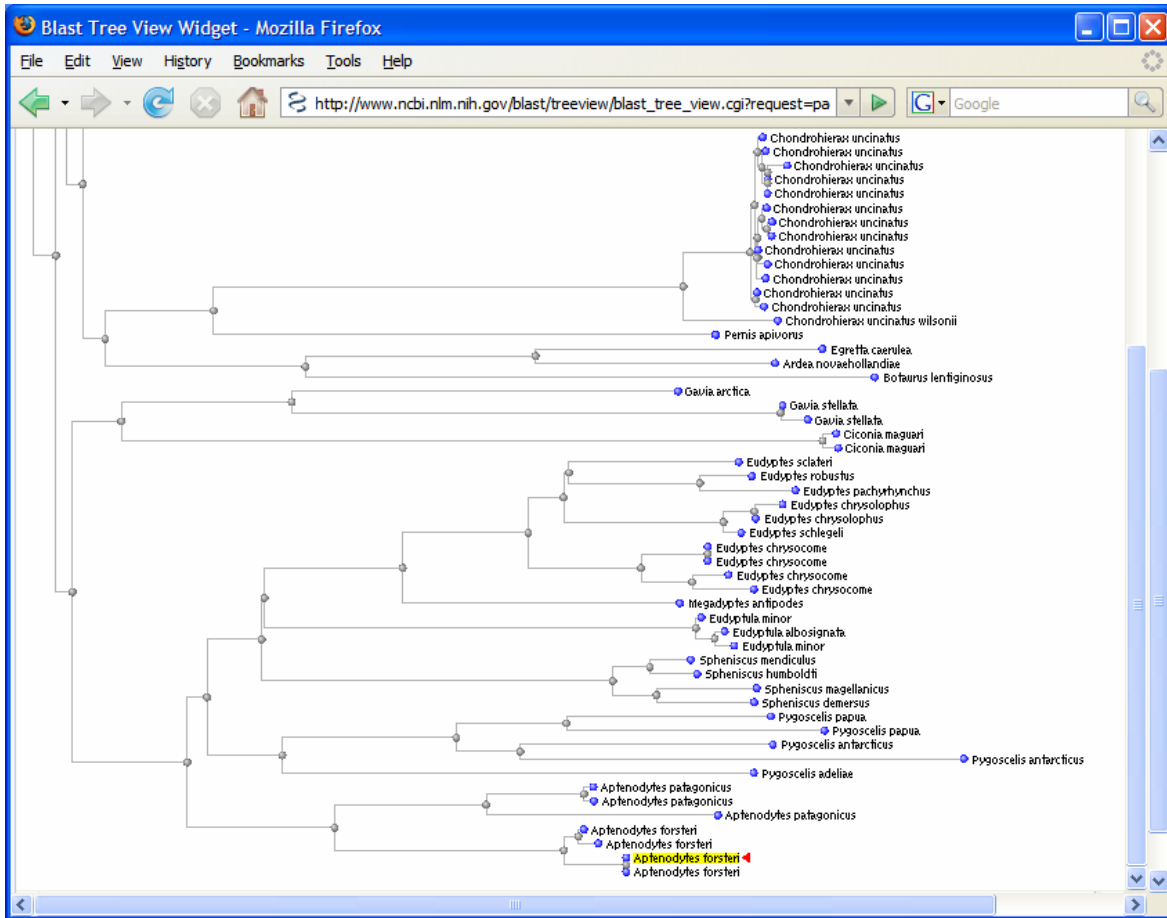 Blast Tree View Widget - Mozilla Firefox
File Edit View History Bookmarks Tools Help
http://www.ncbi.nlm.nih.gov/blast/treeview/blast_tree_view.cgi?request=pa
G Google
Chondrohierax uncinatus
Chondrohierax uncinatus
Chondrohierax uncinatus
Chondrohierax uncinatus
Chondrohierax uncinatus
Chondrohierax uncinatus
Chondrohierax uncinatus
Chondrohierax uncinatus
Chondrohierax uncinatus
Chondrohierax uncinatus
Chondrohierax uncinatus
Chondrohierax uncinatus
Chondrohierax uncinatus
Chondrohierax uncinatus wilsonii
Pernis apivorus
Egretta caerulea
Ardea novaehollandiae
Botaurus lentiginosus
Gavia arctica
Gavia stellata
Gavia stellata
Ciconia maguari
Ciconia maguari
Eudyptes sclateri
Eudyptes robustus
Eudyptes pachyrhynchus
Eudyptes chrysolophus
Eudyptes chrysolophus
Eudyptes schlegeli
Eudyptes chrysocome
Eudyptes chrysocome
Eudyptes chrysocome
Eudyptes chrysocome
Megadyptes antipodes
Eudyptula minor
Eudyptula albosignata
Eudyptula minor
Spheniscus mendiculus
Spheniscus humboldti
Spheniscus magellanicus
Spheniscus demersus
Pygoscelis papua
Pygoscelis papua
Pygoscelis antarcticus
Pygoscelis antarcticus
Pygoscelis adeliae
Aptenodytes patagonicus
Aptenodytes patagonicus
Aptenodytes patagonicus
Aptenodytes forsteri
Aptenodytes forsteri
Aptenodytes forsteri
Aptenodytes forsteri